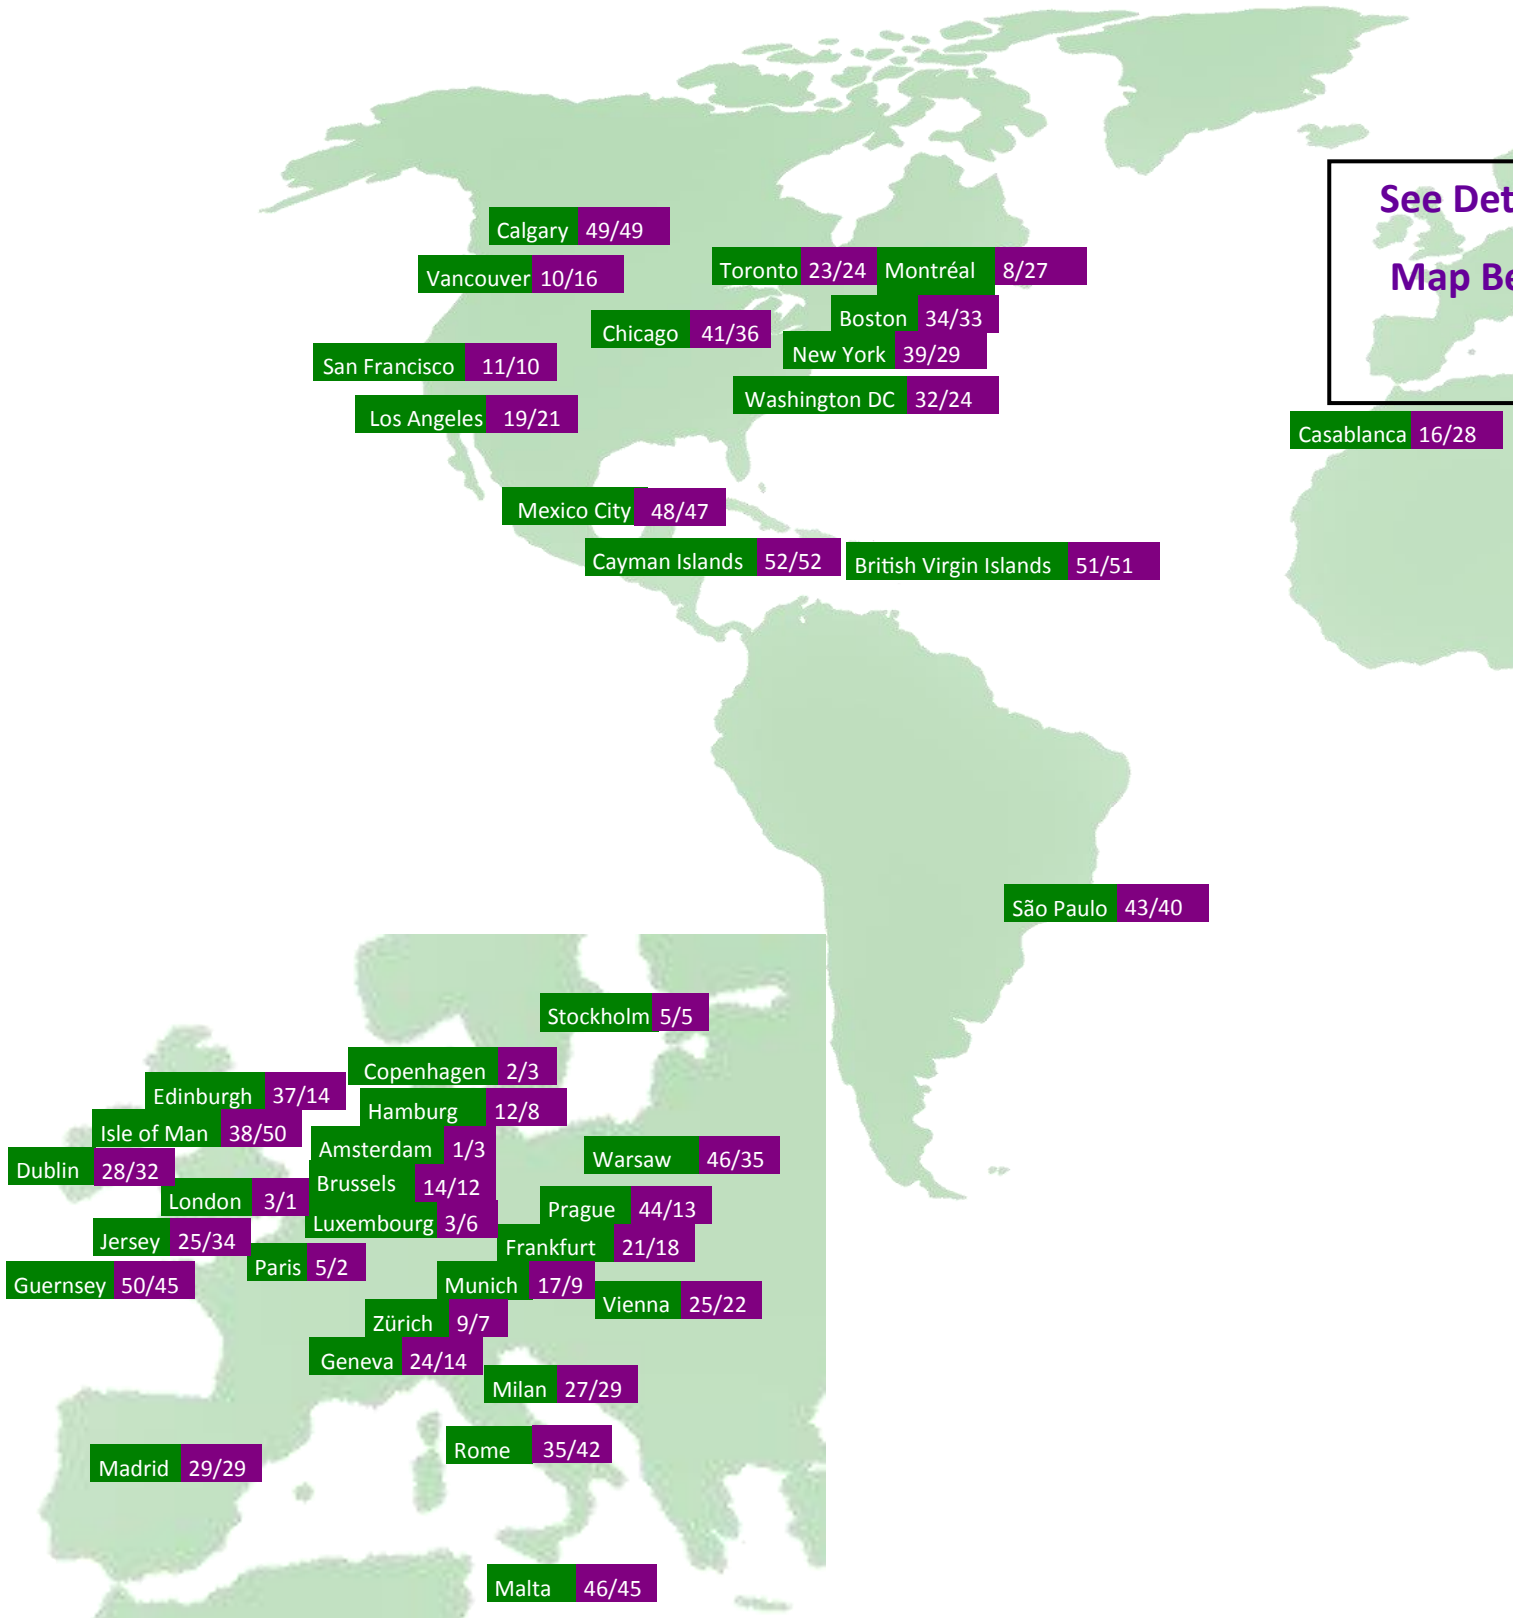 See Det
Map Be
Calgary 49/49
Vancouver 10/16
Toronto 23/24 Montréal 8/27
Boston 34/33
Chicago 41/36
New York 39/29
San Francisco 11/10
Washington DC 32/24
Los Angeles 19/21
Casablanca 16/28
Mexico City 48/47
Cayman Islands 52/52
British Virgin Islands 51/51
São Paulo 43/40
Stockholm 5/5
Copenhagen 2/3
Edinburgh 37/14
Hamburg 12/8
Isle of Man 38/50
Amsterdam 1/3
Warsaw 46/35
Dublin 28/32
Brussels 14/12
London 3/1
Prague 44/13
Luxembourg 3/6
Jersey 25/34
Frankfurt 21/18
Paris 5/2
Guernsey 50/45
Munich 17/9
Vienna 25/22
Zürich 9/7
Geneva 24/14
Milan 27/29
Rome 35/42
Madrid 29/29
Malta 46/45